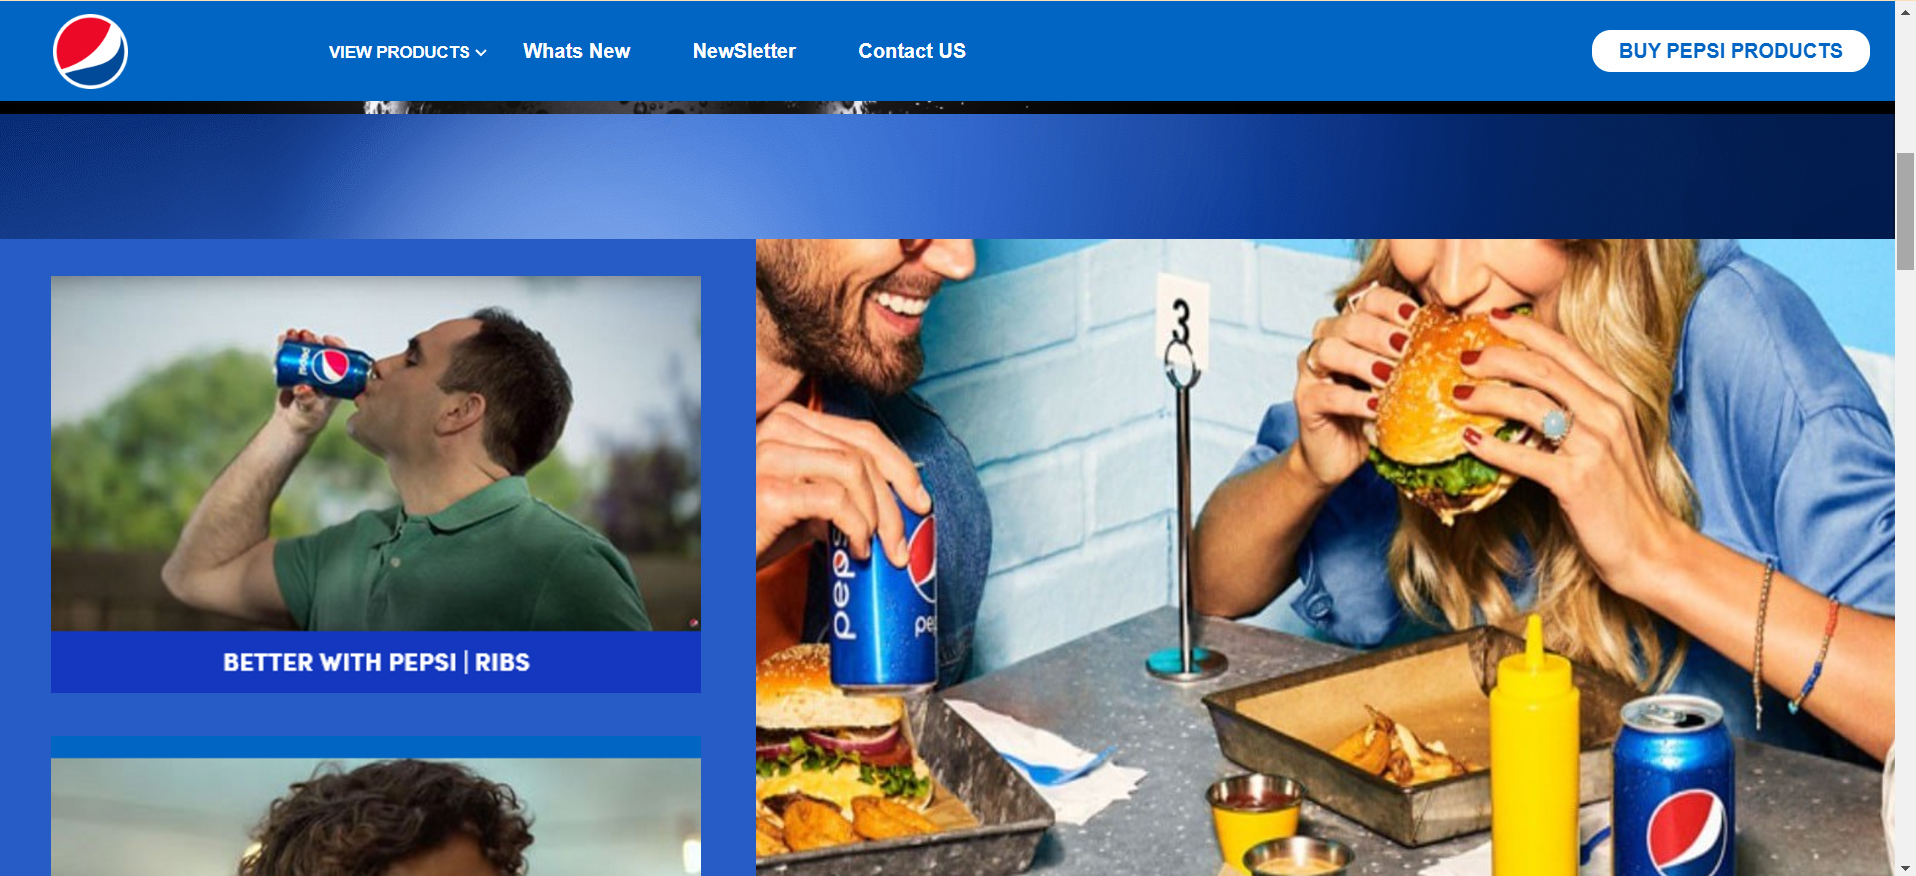 VIEW PRODUCTS
Whats New
NewSletter
Contact US
BUY PEPSI PRODUCTS
pepsi
3
BETTER WITH PEPSI | RIBS